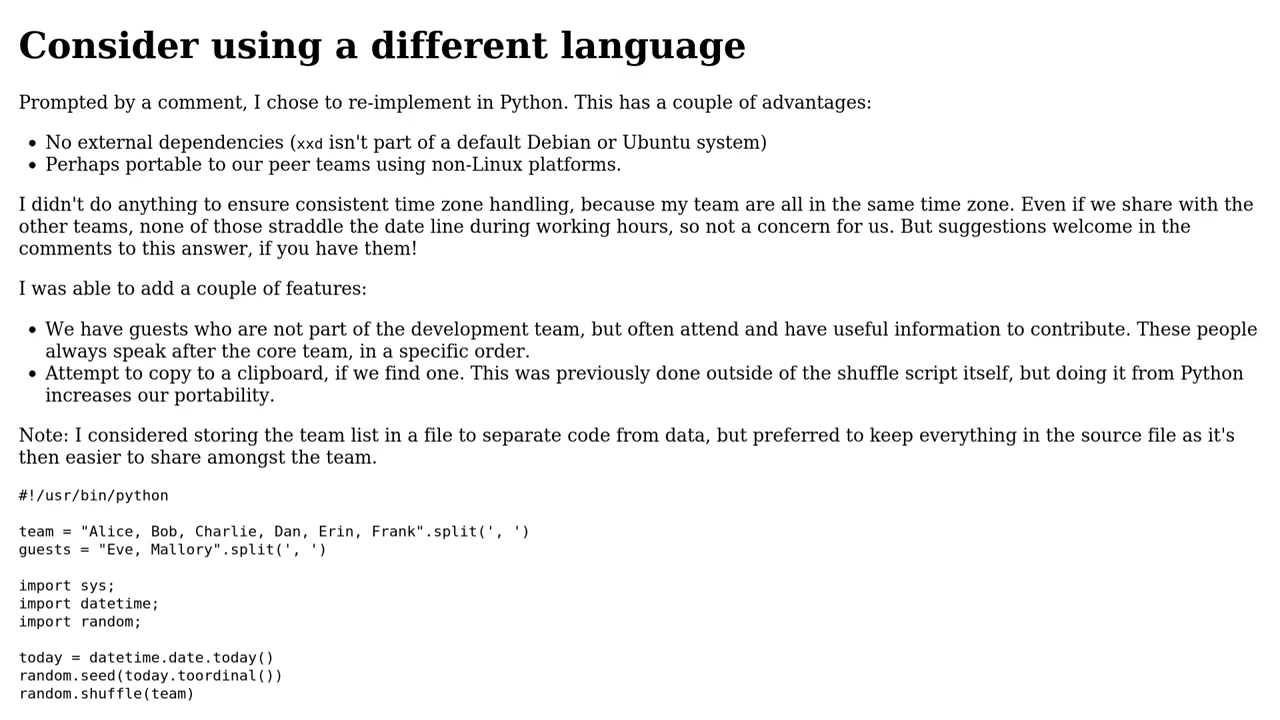 Consider using a different language
Prompted by a comment, I chose to re-implement in Python. This has a couple of advantages:
• No external dependencies (xxd isn't part of a default Debian or Ubuntu system)
• Perhaps portable to our peer teams using non-Linux platforms.
I didn't do anything to ensure consistent time zone handling, because my team are all in the same time zone. Even if we share with the
other teams, none of those straddle the date line during working hours, so not a concern for us. But suggestions welcome in the
comments to this answer, if you have them!
I was able to add a couple of features:
• We have guests who are not part of the development team, but often attend and have useful information to contribute. These people
always speak after the core team, in a specific order.
• Attempt to copy to a clipboard, if we find one. This was previously done outside of the shuffle script itself, but doing it from Python
increases our portability.
Note: I considered storing the team list in a file to separate code from data, but preferred to keep everything in the source file as it's
then easier to share amongst the team.
#!/usr/bin/python
team = "Alice, Bob, Charlie, Dan, Erin, Frank".split(', ')
guests = "Eve, Mallory".split(', ')
import sys;
import datetime;
import random;
today = datetime.date.today()
random.seed(today.toordinal())
random.shuffle(team)